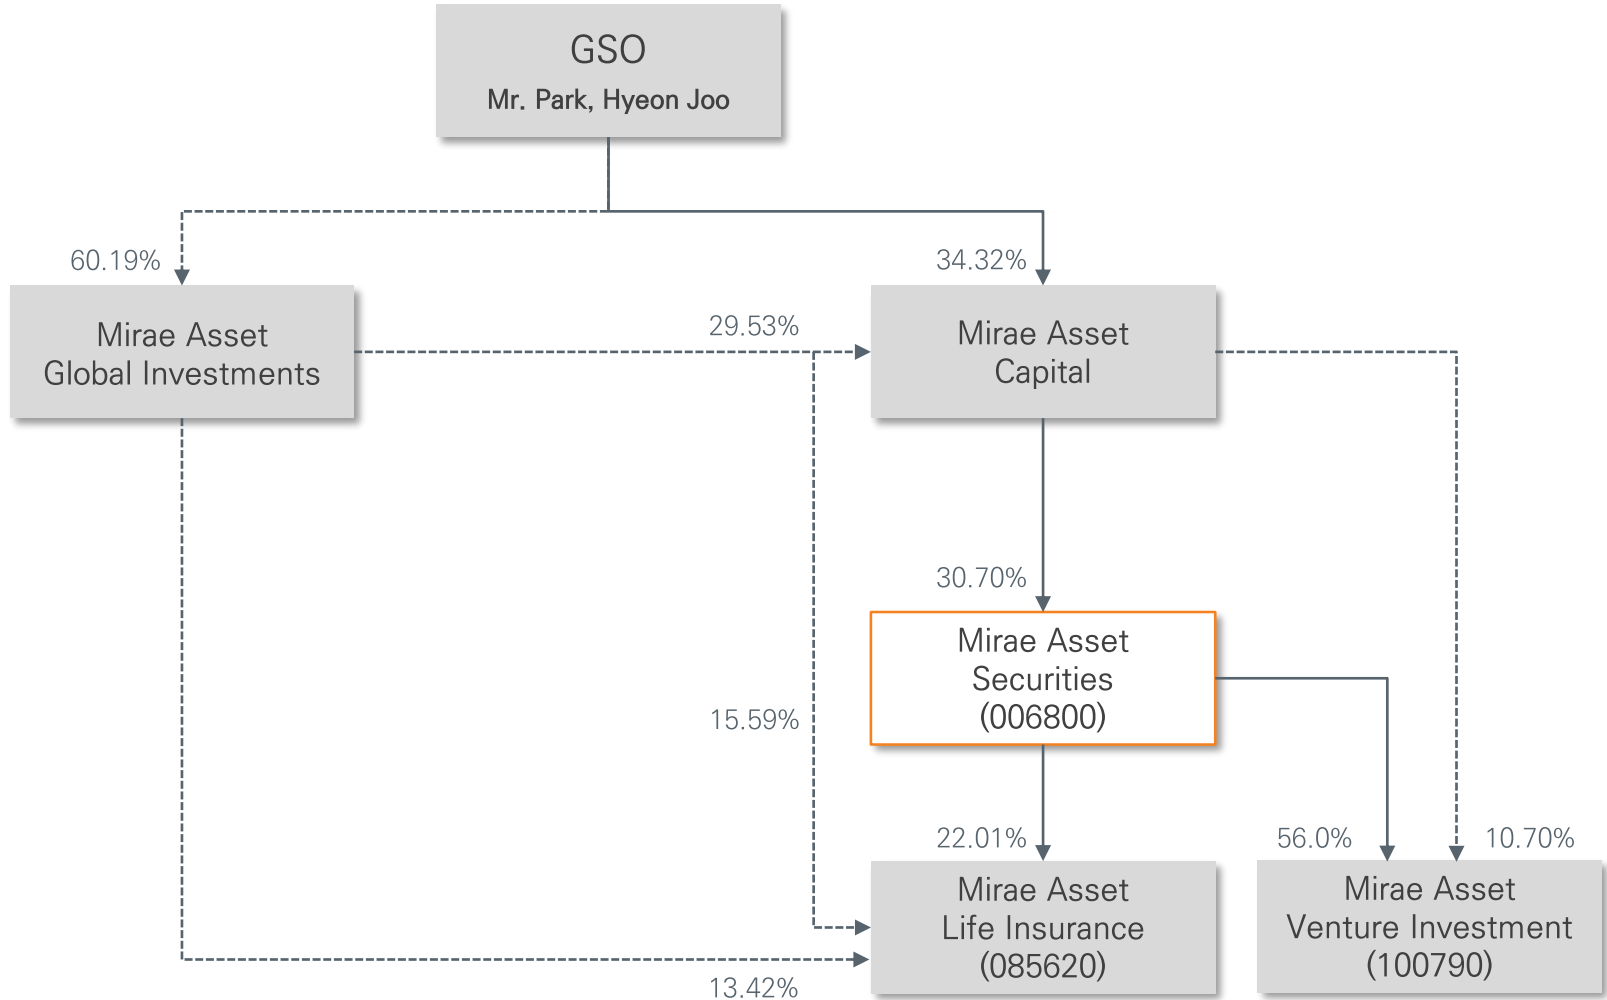 GSO
Mr. Park, Hyeon Joo
60.19%
34.32%
Mirae Asset
Global Investments
29.53%
Mirae Asset
Capital
30.70%
Mirae Asset
Securities
(006800)
15.59%
22.01%
56.0%
10.70%
Mirae Asset
Life Insurance
(085620)
Mirae Asset
Venture Investment
(100790)
13.42%